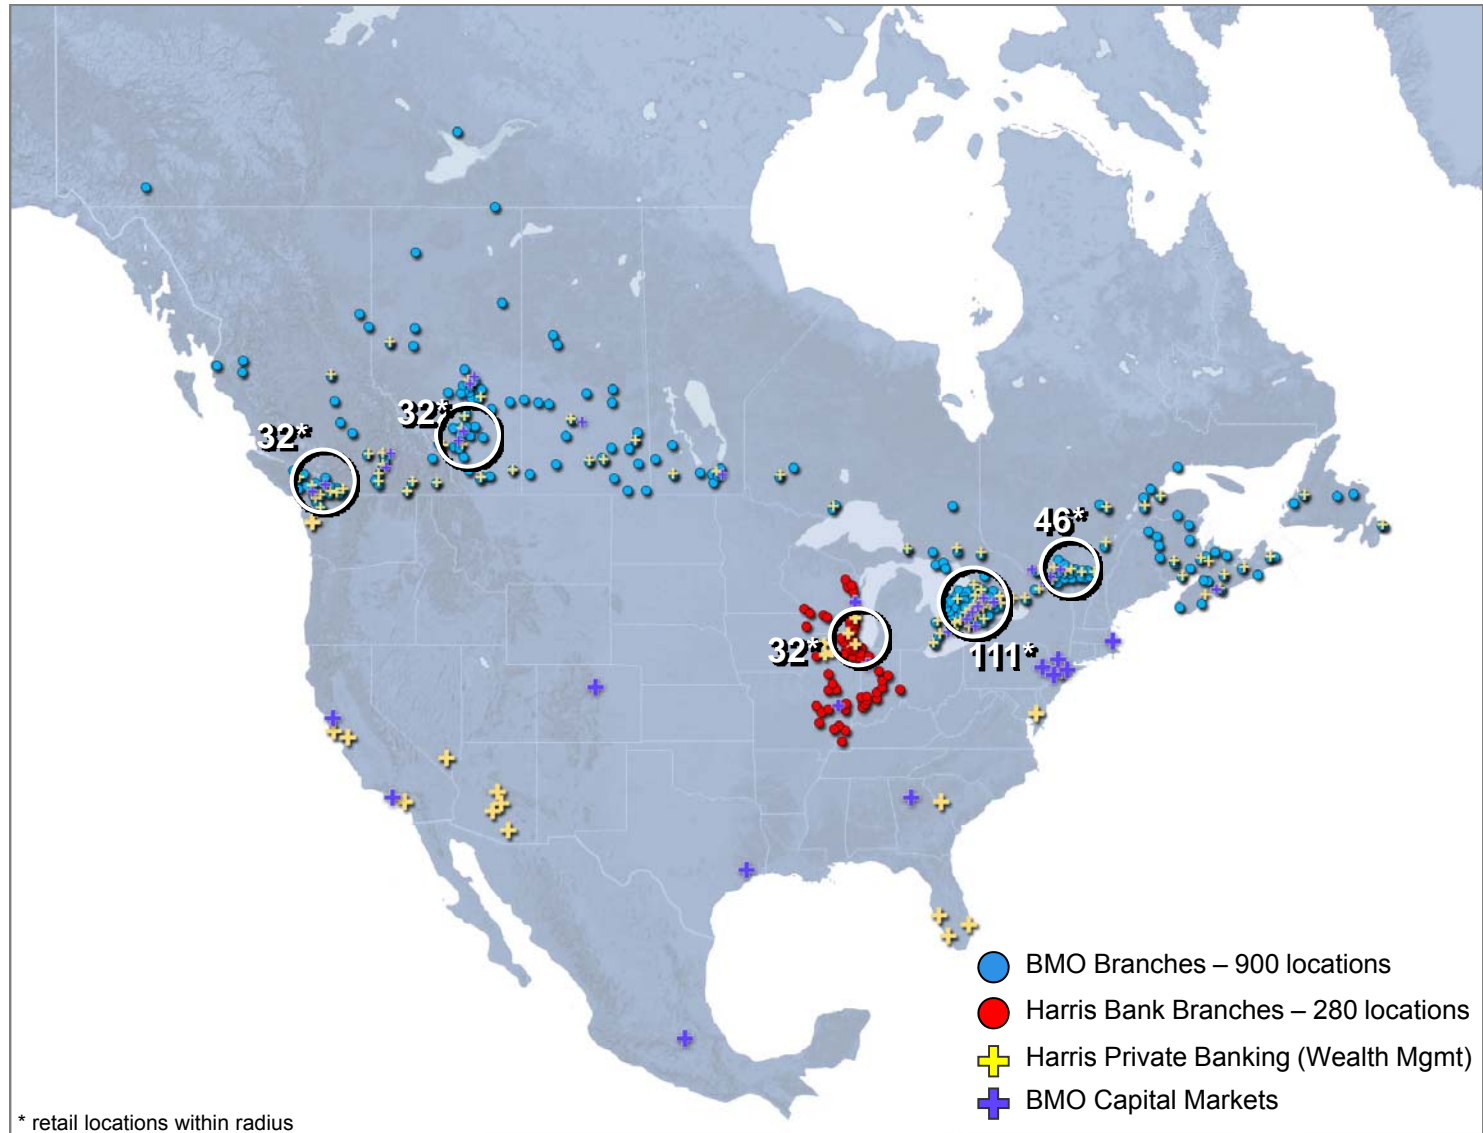 32*
32*
46*
32*
111*
BMO Branches – 900 locations
Harris Bank Branches – 280 locations
Harris Private Banking (Wealth Mgmt)
BMO Capital Markets
* retail locations within radius